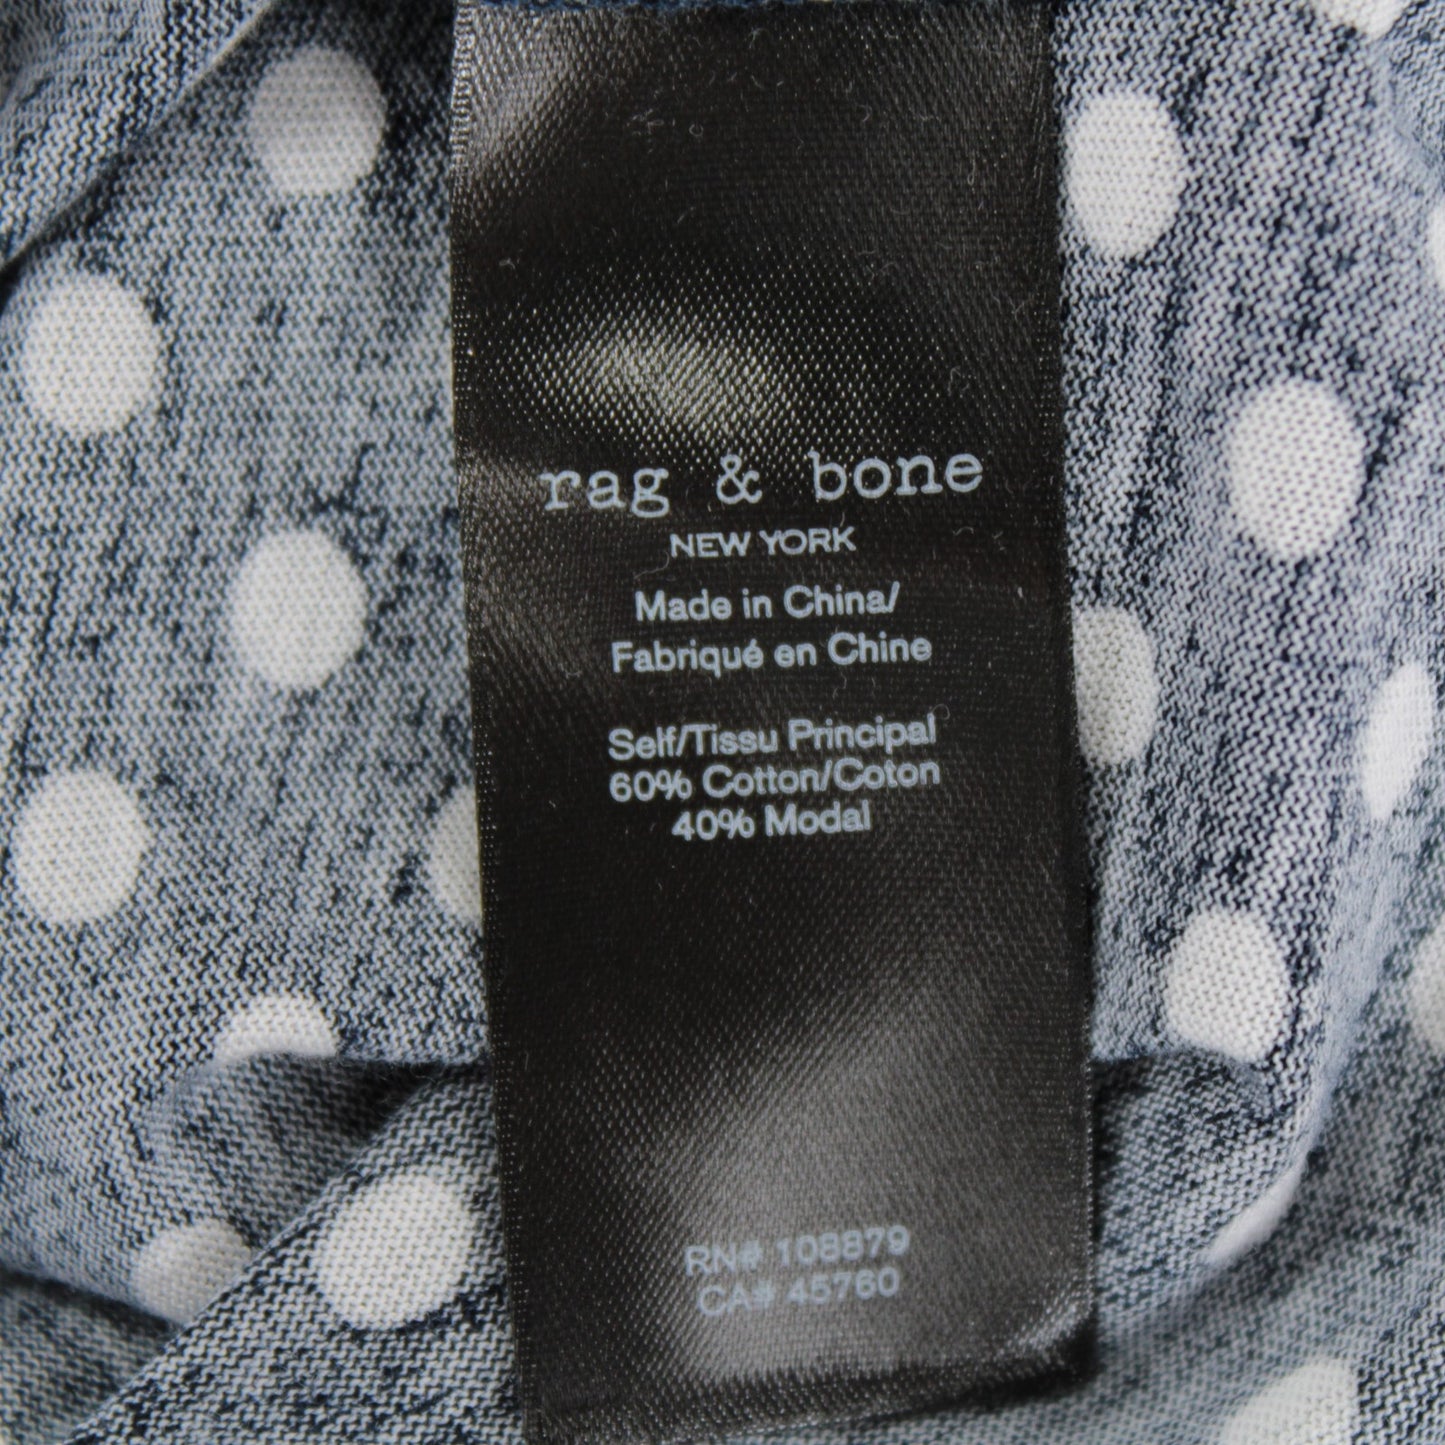 rag & bone
NEW YORK
Made in China/
Fabriqué en Chine
Self/Tissu Principal
60% Cotton/Coton
40% Modal
RN# 108879
CA# 45760